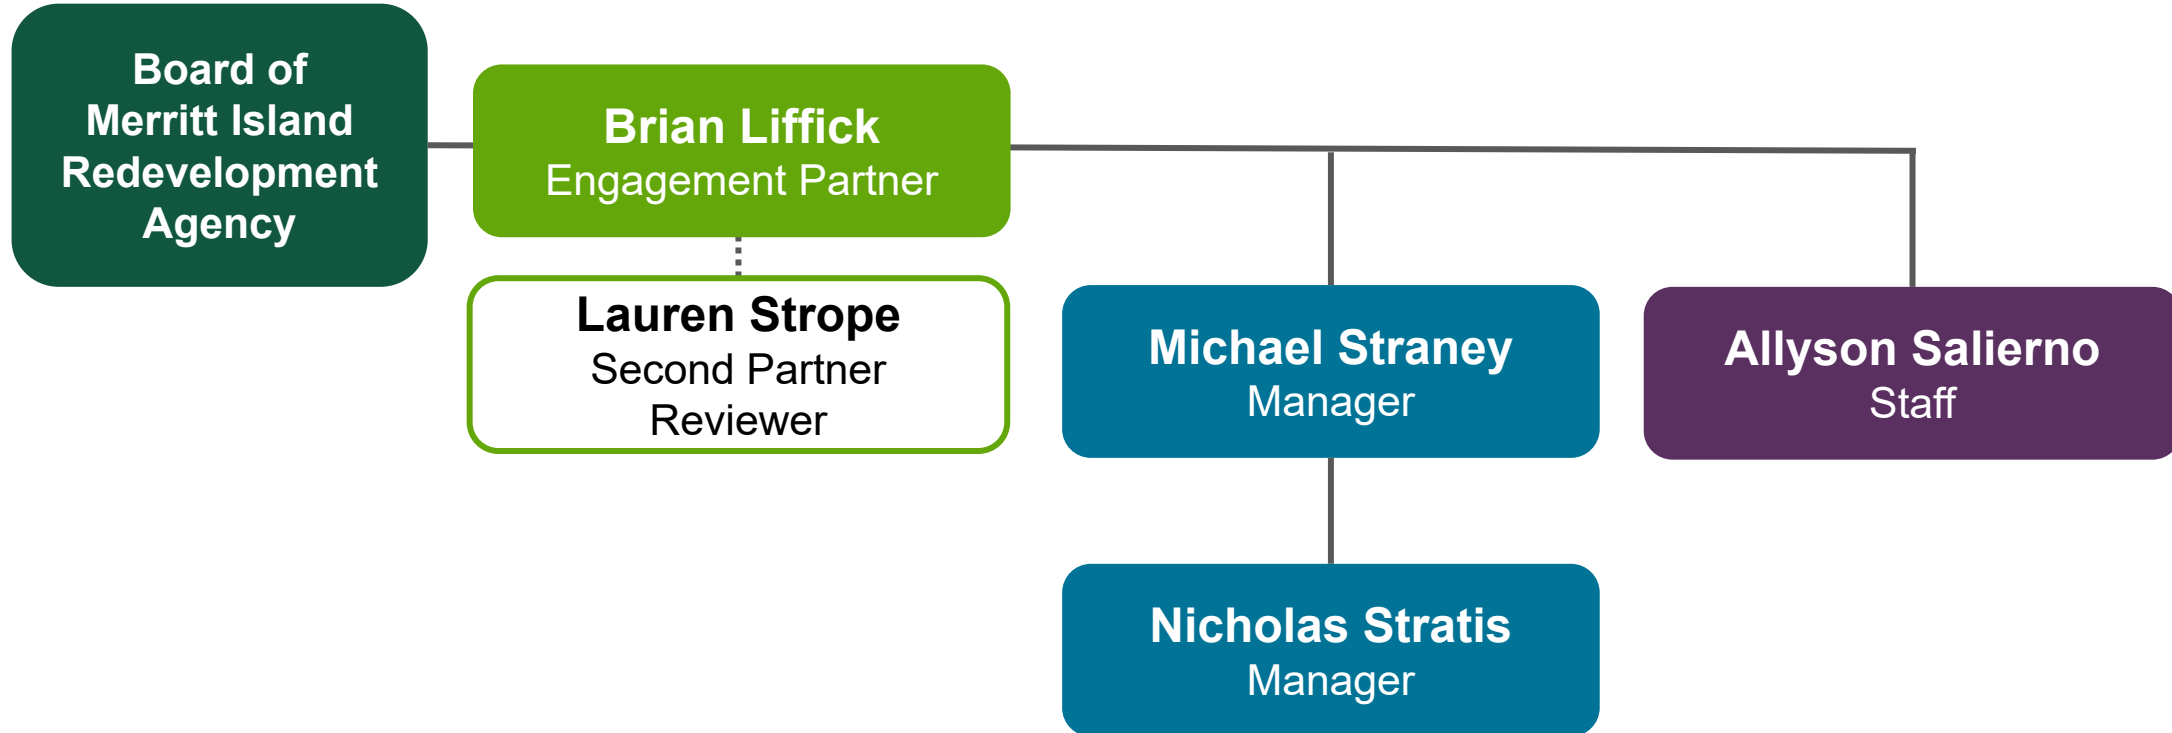 Board of
Merritt Island
Redevelopment
Agency
Brian Liffick
Engagement Partner
Lauren Strope
Second Partner
Reviewer
Michael Straney
Manager
Allyson Salierno
Staff
Nicholas Stratis
Manager